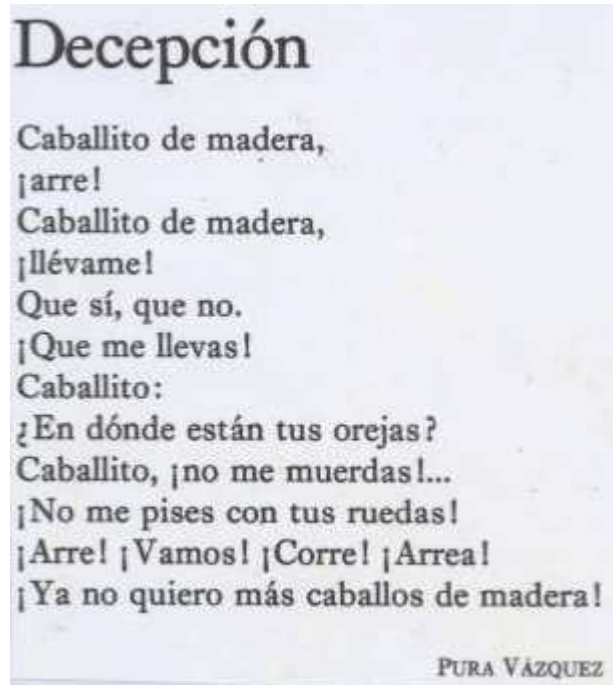 Decepción
Caballito de madera,
¡arre!
Caballito de madera,
¡llévame!
Que sí, que no.
¡Que me llevas!
Caballito:
¿En dónde están tus orejas?
Caballito, ¡no me muerdas!...
¡No me pises con tus ruedas!
¡Arre! ¡Vamos! ¡Corre! ¡Arrea!
¡Ya no quiero más caballos de madera!
PURA VÁZQUEZ